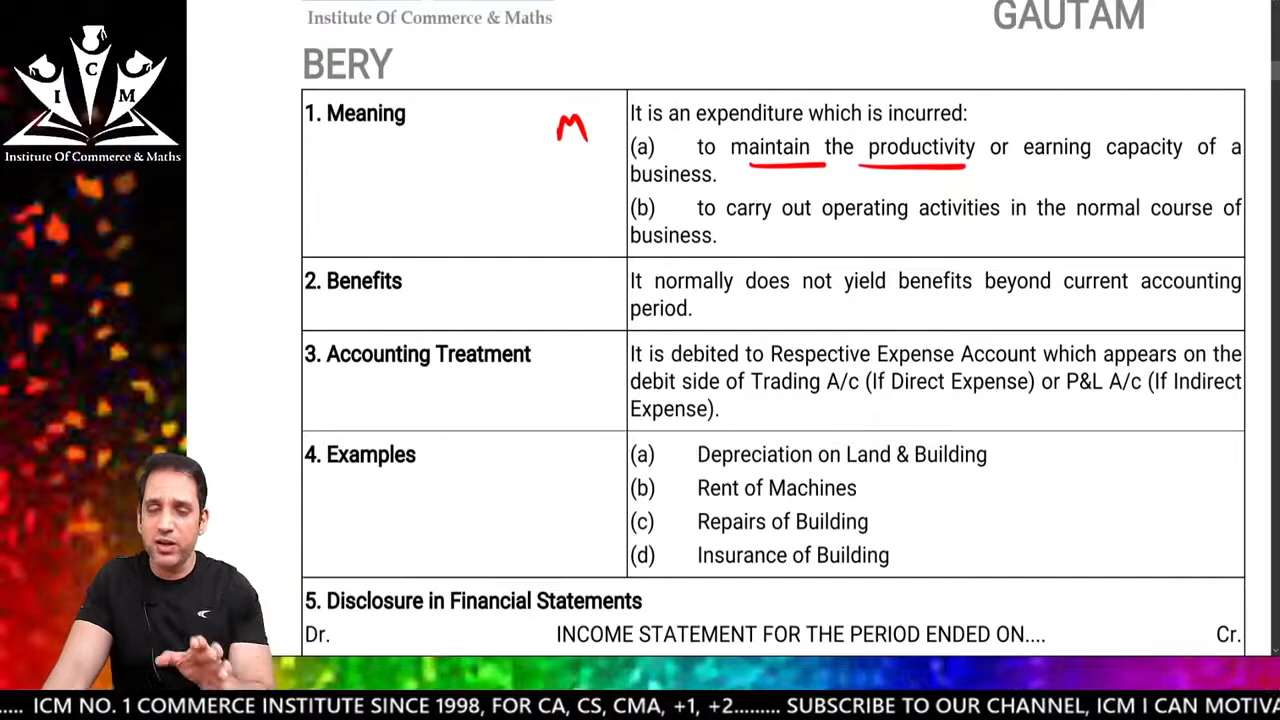 Institute Of Commerce & Maths
GAUTAM
BERY
I C M
Institute Of Commerce & Maths
1. Meaning
M
It is an expenditure which is incurred:
(a) to maintain the productivity or earning capacity of a
business.
(b) to carry out operating activities in the normal course of
business.
2. Benefits
It normally does not yield benefits beyond current accounting
period.
3. Accounting Treatment
It is debited to Respective Expense Account which appears on the
debit side of Trading A/c (If Direct Expense) or P&L A/c (If Indirect
Expense).
4. Examples
(a) Depreciation on Land & Building
(b) Rent of Machines
(c) Repairs of Building
(d) Insurance of Building
5. Disclosure in Financial Statements
Dr. INCOME STATEMENT FOR THE PERIOD ENDED ON.... Cr.
..... ICM NO. 1 COMMERCE INSTITUTE SINCE 1998, FOR CA, CS, CMA, +1, +2......... SUBSCRIBE TO OUR CHANNEL, ICM I CAN MOTIVA